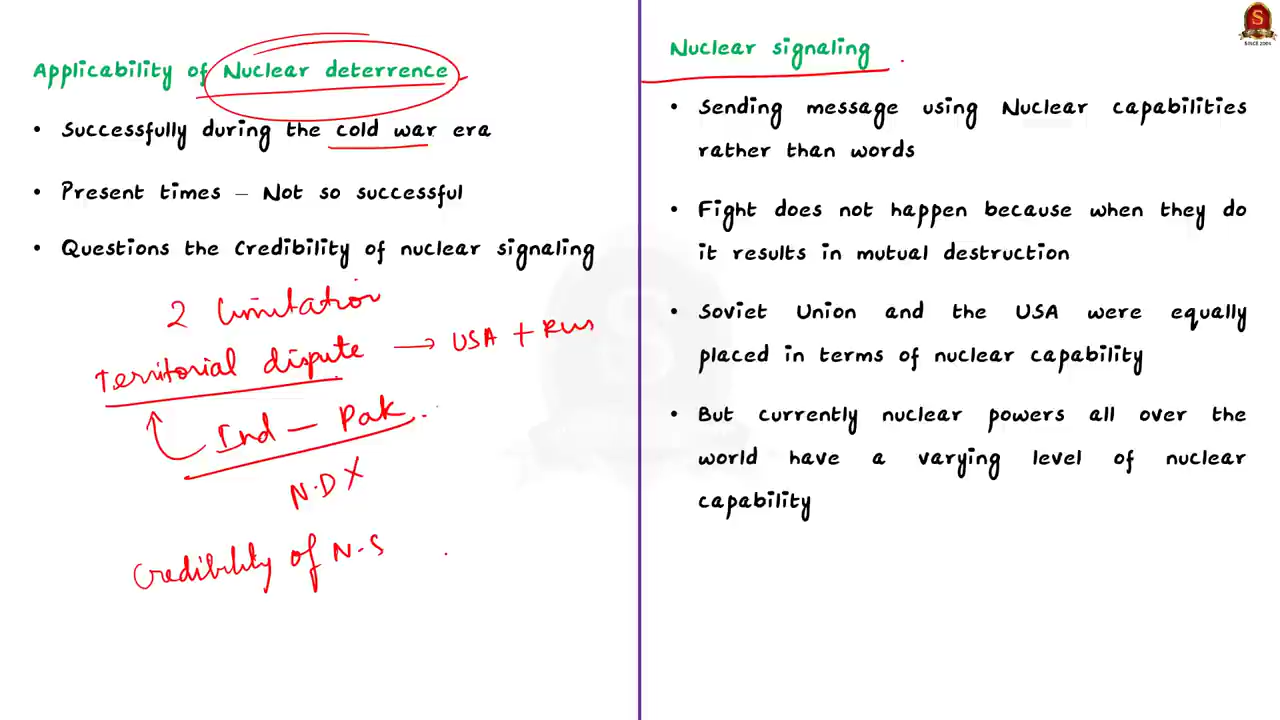 Applicability of Nuclear deterrence
• Successfully during the cold war era
• Present times – Not so successful
• Questions the Credibility of nuclear signaling
2 limitation
Territorial dispute → USA + Rus
Ind – Pak.
N.D X
Credibility of N-S
Nuclear signaling
• Sending message using Nuclear capabilities
rather than words
• Fight does not happen because when they do
it results in mutual destruction
• Soviet Union and the USA were equally
placed in terms of nuclear capability
• But currently nuclear powers all over the
world have a varying level of nuclear
capability
S
SINCE 2004